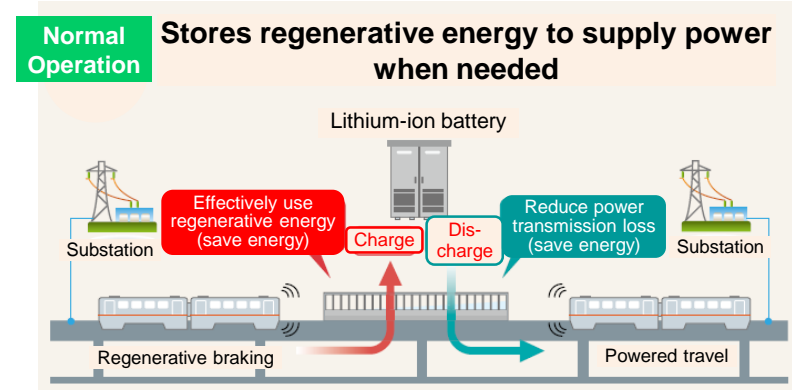 Normal
Operation
Stores regenerative energy to supply power
when needed
Lithium-ion battery
Effectively use
regenerative energy
(save energy)
Charge
Dis-
charge
Reduce power
transmission loss
(save energy)
Substation
Substation
Regenerative braking
Powered travel